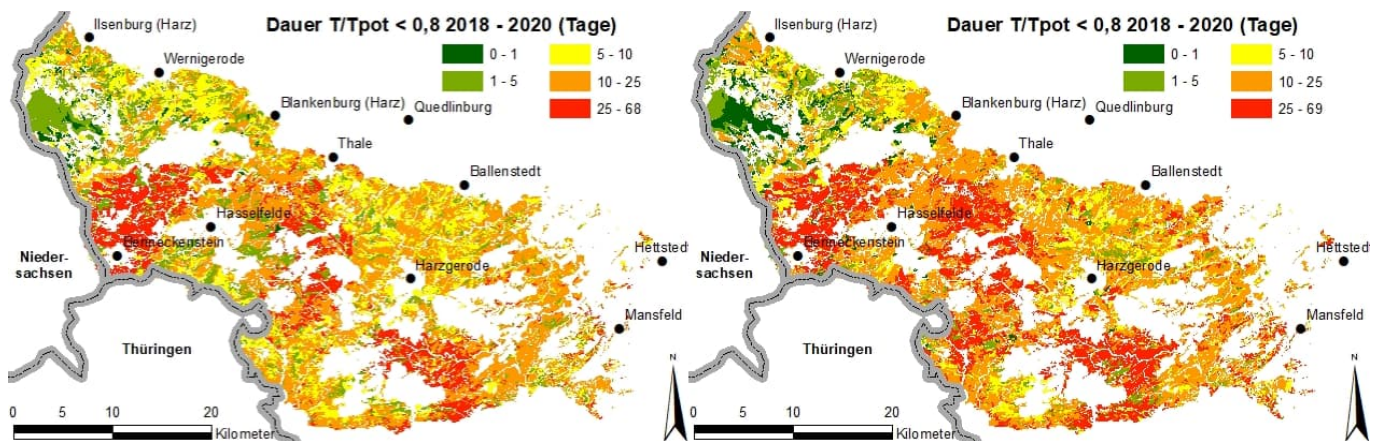 Dauer T/Tpot < 0,8 2018 - 2020 (Tage)
0 - 1
5 - 10
1 - 5
10 - 25
25 - 68
Ilsenburg (Harz)
Wernigerode
Blankenburg (Harz)
Quedlinburg
Thale
Ballenstedt
Hasselfelde
Benneckenstein
Nieder-
sachsen
Harzgerode
Hettstedt
Mansfeld
Thüringen
N
0 5 10 20
Kilometer
Dauer T/Tpot < 0,8 2018 - 2020 (Tage)
0 - 1
5 - 10
1 - 5
10 - 25
25 - 69
Ilsenburg (Harz)
Wernigerode
Blankenburg (Harz)
Quedlinburg
Thale
Ballenstedt
Hasselfelde
Benneckenstein
Nieder-
sachsen
Harzgerode
Hettstedt
Mansfeld
Thüringen
N
0 5 10 20
Kilometer